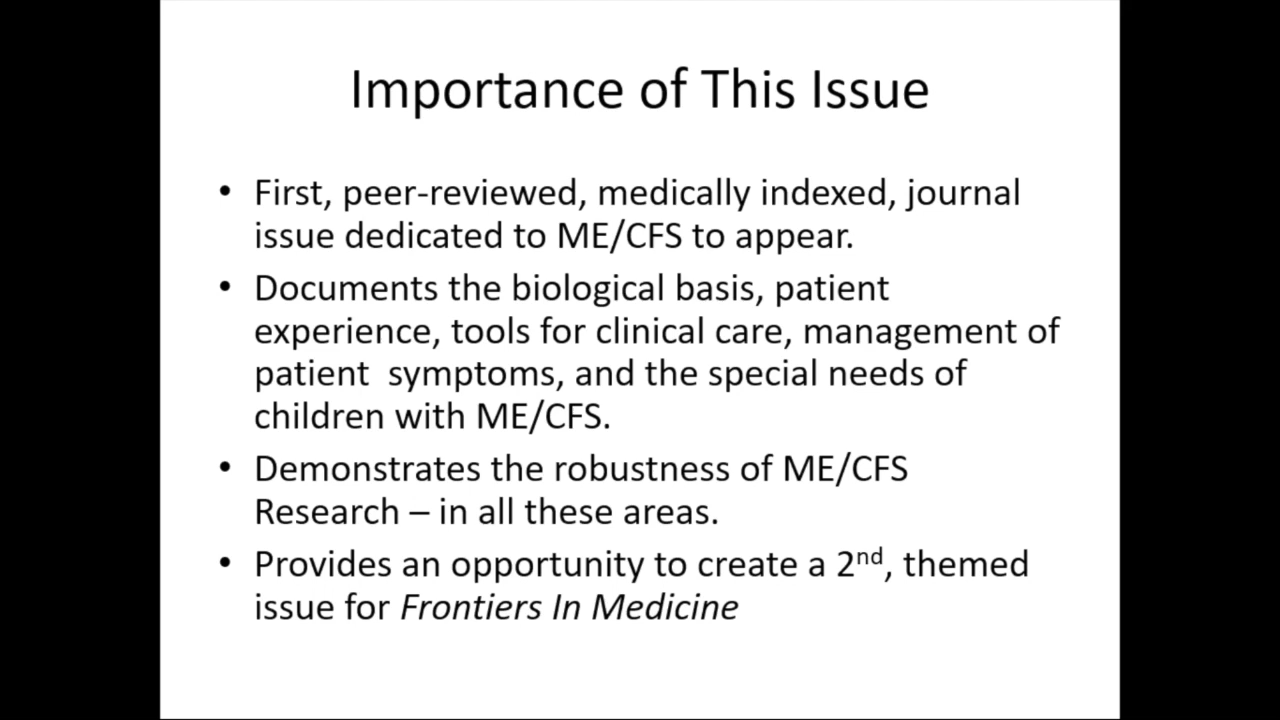 Importance of This Issue
• First, peer-reviewed, medically indexed, journal
issue dedicated to ME/CFS to appear.
• Documents the biological basis, patient
experience, tools for clinical care, management of
patient  symptoms, and the special needs of
children with ME/CFS.
• Demonstrates the robustness of ME/CFS
Research – in all these areas.
• Provides an opportunity to create a 2nd, themed
issue for Frontiers In Medicine